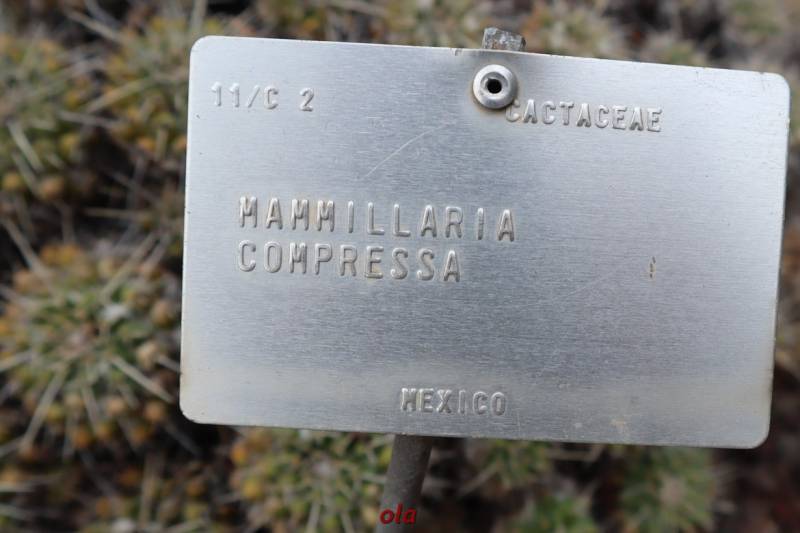 11/C 2
CACTACEAE
MAMMILLARIA
COMPRESSA
MEXICO
ola